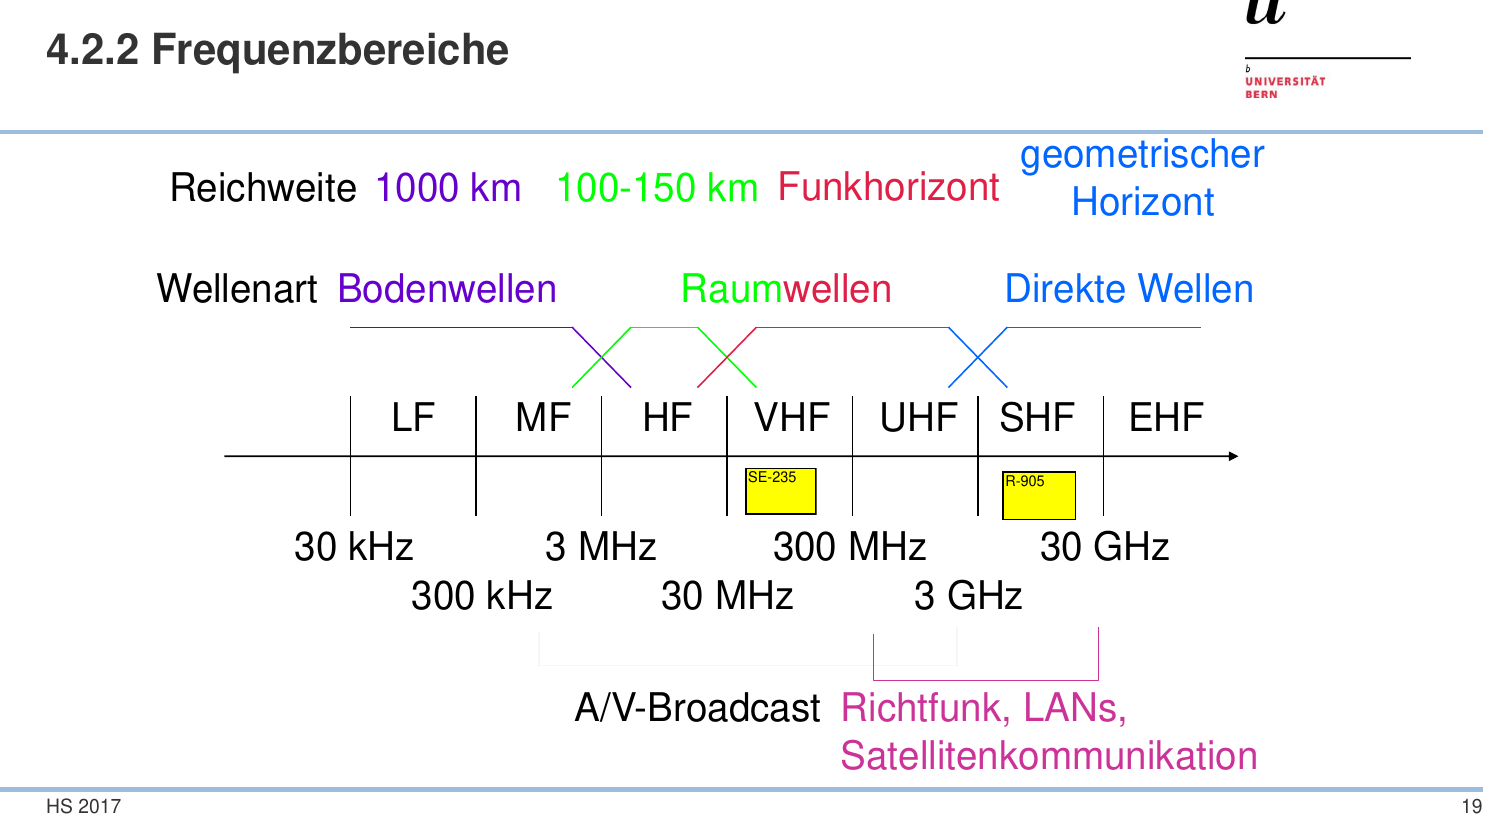 4.2.2 Frequenzbereiche
u
b
UNIVERSITÄT
BERN
geometrischer
Reichweite 1000 km 100-150 km Funkhorizont
Horizont
Wellenart Bodenwellen Raumwellen Direkte Wellen
LF MF HF VHF UHF SHF EHF
SE-235 R-905
30 kHz 3 MHz 300 MHz 30 GHz
300 kHz 30 MHz 3 GHz
A/V-Broadcast Richtfunk, LANs,
Satellitenkommunikation
HS 2017 19